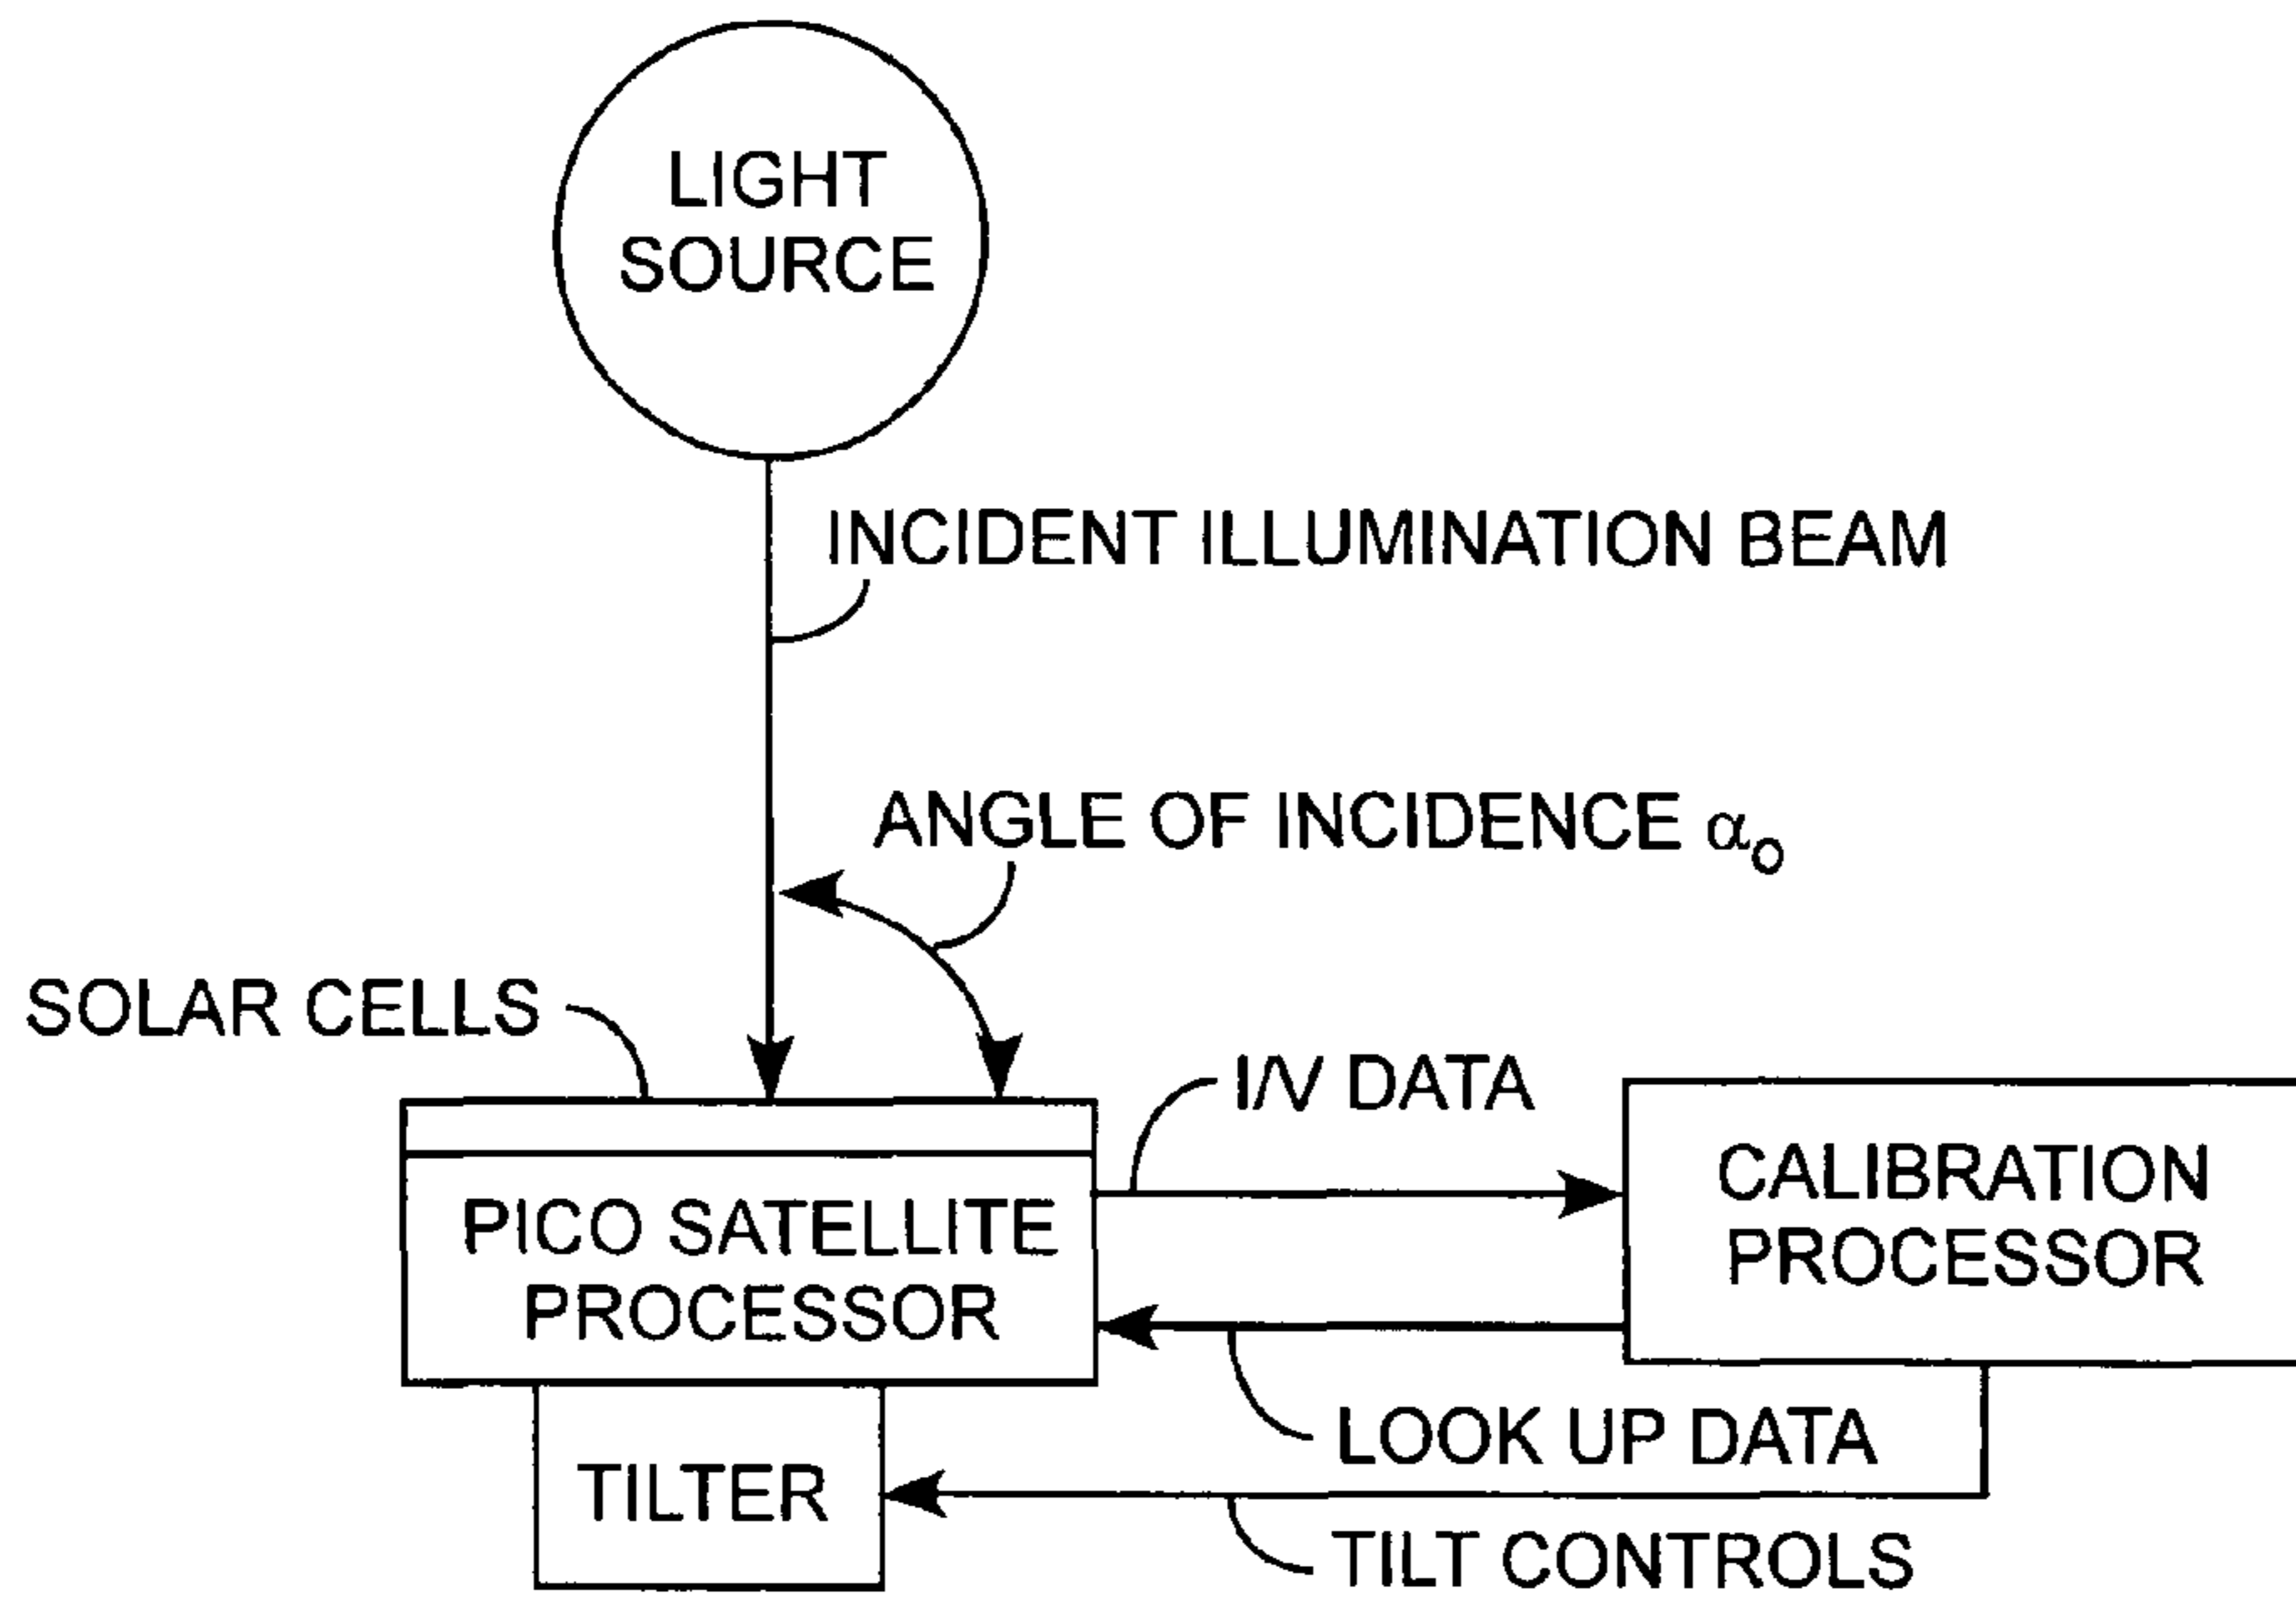 LIGHT
SOURCE
INCIDENT ILLUMINATION BEAM
ANGLE OF INCIDENCE αo
SOLAR CELLS
I/V DATA
CALIBRATION
PROCESSOR
PICO SATELLITE
PROCESSOR
LOOK UP DATA
TILTER
TILT CONTROLS